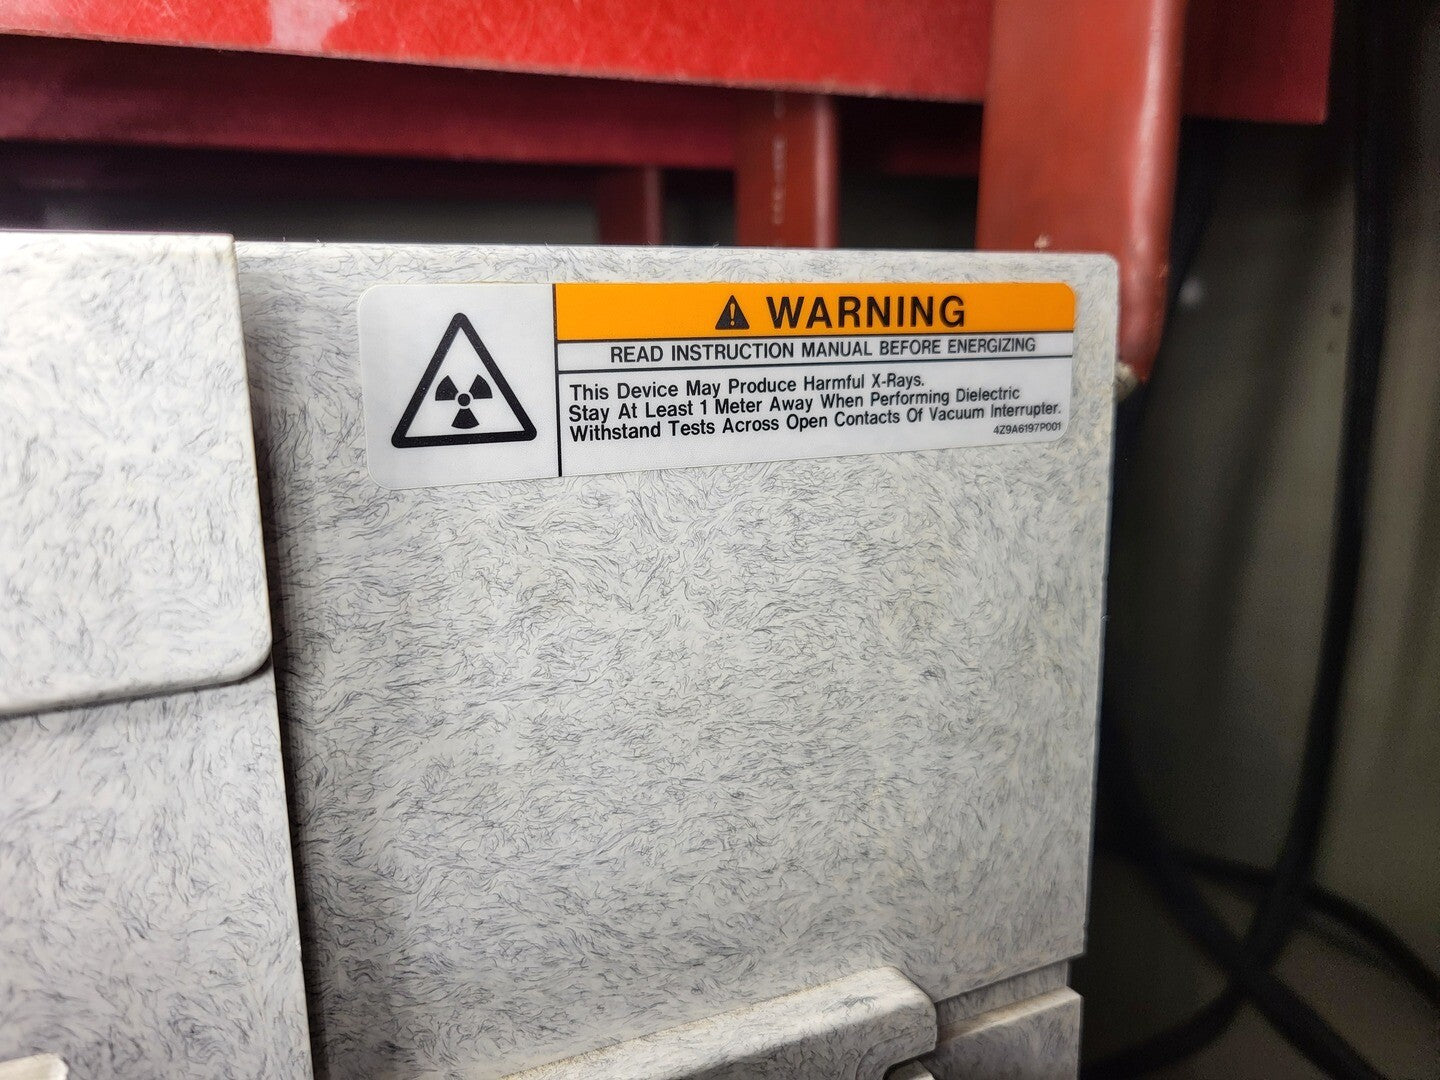 WARNING
READ INSTRUCTION MANUAL BEFORE ENERGIZING
This Device May Produce Harmful X-Rays.
Stay At Least 1 Meter Away When Performing Dielectric
Withstand Tests Across Open Contacts Of Vacuum Interrupter.
4Z9A6197P001